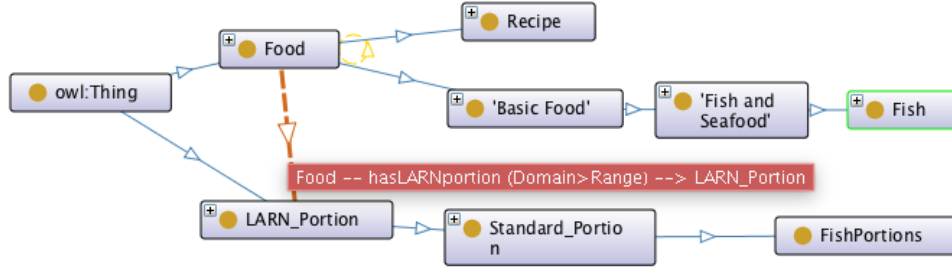 Recipe
Food
owl:Thing
'Basic Food'
'Fish and
Seafood'
Fish
Food -- hasLARNportion (Domain>Range) --> LARN_Portion
LARN_Portion
Standard_Portio
n
FishPortions